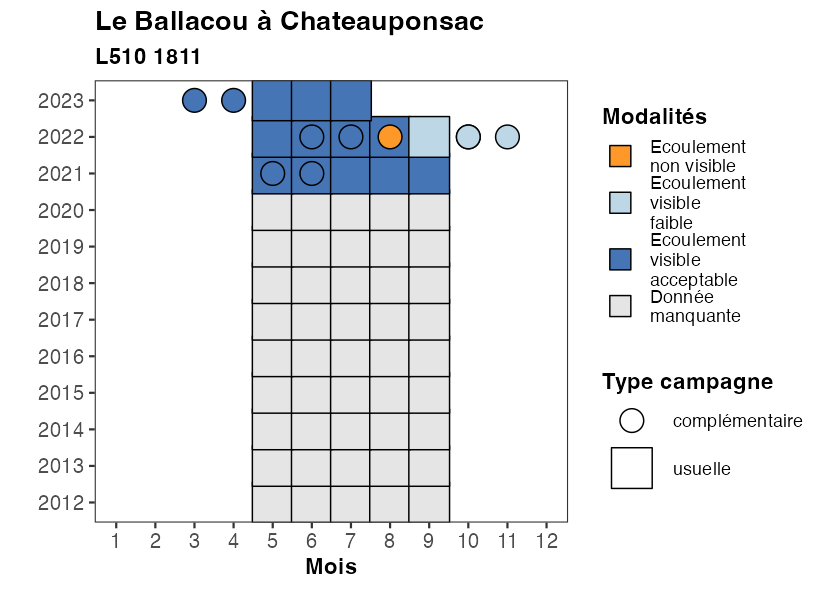 Le Ballacou à Chateauponsac
L510 1811
2023
2022
2021
2020
2019
2018
2017
2016
2015
2014
2013
2012
1 2 3 4 5 6 7 8 9 10 11 12
Mois
Modalités
Ecoulement
non visible
Ecoulement
visible
faible
Ecoulement
visible
acceptable
Donnée
manquante
Type campagne
complémentaire
usuelle